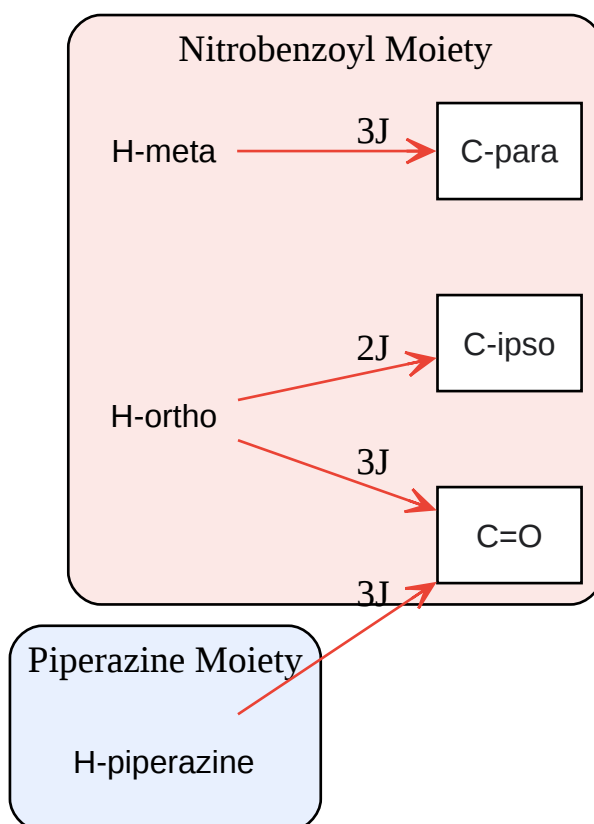 Nitrobenzoyl Moiety
3J
H-meta
C-para
2J
C-ipso
H-ortho
3J
C=O
3J
Piperazine Moiety
H-piperazine